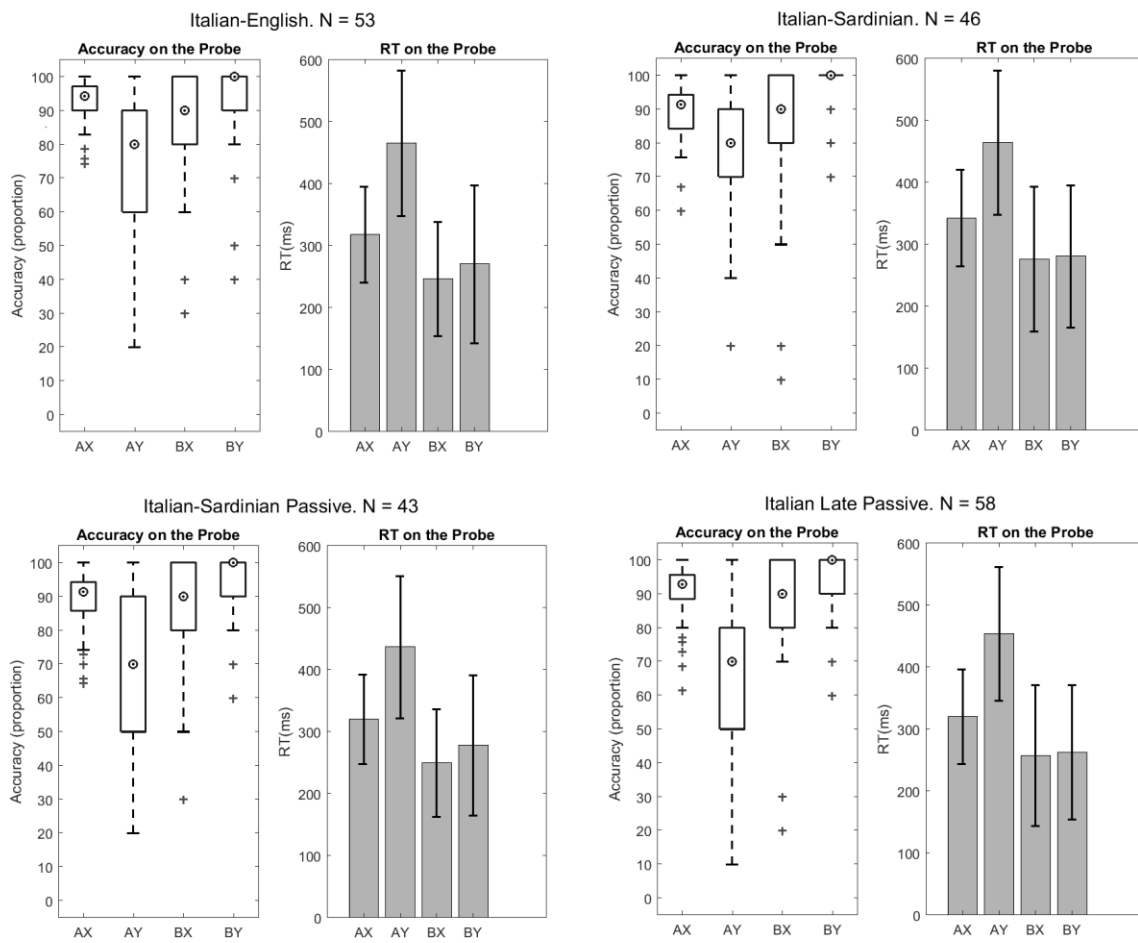 Italian-English. N = 53
Accuracy on the Probe
RT on the Probe
Accuracy (proportion)
100
90
80
70
60
50
40
30
20
10
0
AX AY BX BY
RT(ms)
600
500
400
300
200
100
0
AX AY BX BY
Italian-Sardinian. N = 46
Accuracy on the Probe
RT on the Probe
Accuracy (proportion)
100
90
80
70
60
50
40
30
20
10
0
AX AY BX BY
RT(ms)
600
500
400
300
200
100
0
AX AY BX BY
Italian-Sardinian Passive. N = 43
Accuracy on the Probe
RT on the Probe
Accuracy (proportion)
100
90
80
70
60
50
40
30
20
10
0
AX AY BX BY
RT(ms)
600
500
400
300
200
100
0
AX AY BX BY
Italian Late Passive. N = 58
Accuracy on the Probe
RT on the Probe
Accuracy (proportion)
100
90
80
70
60
50
40
30
20
10
0
AX AY BX BY
RT(ms)
600
500
400
300
200
100
0
AX AY BX BY